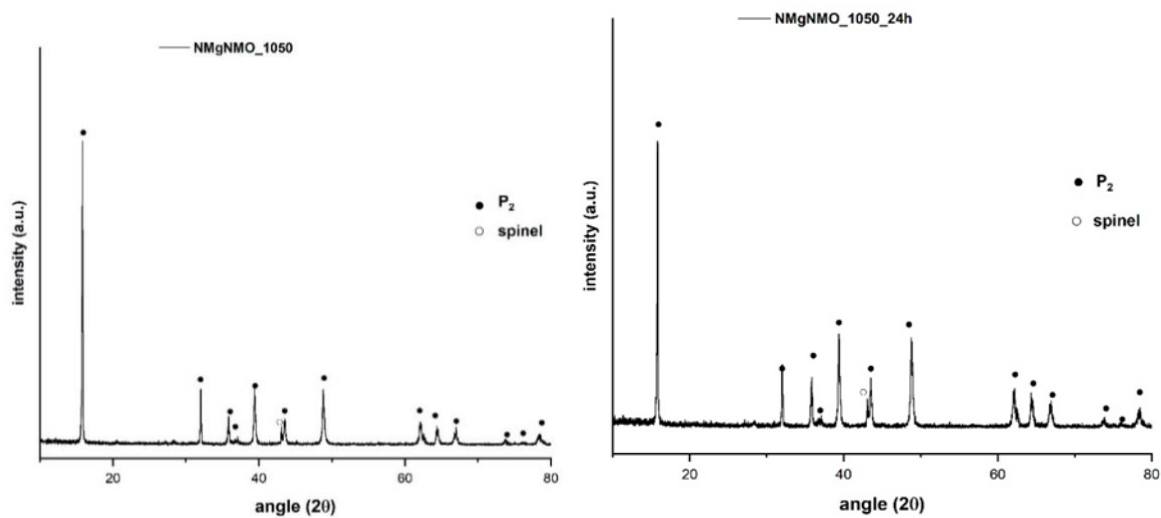 NMgNMO_1050
P₂
spinel
intensity (a.u.)
20
40
60
80
angle (2θ)
NMgNMO_1050_24h
P₂
spinel
intensity (a.u.)
20
40
60
80
angle (2θ)